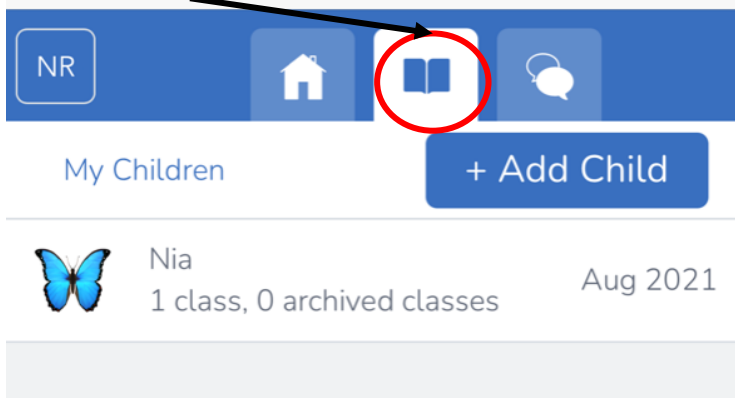 NR
My Children
+ Add Child
Nia
1 class, 0 archived classes
Aug 2021